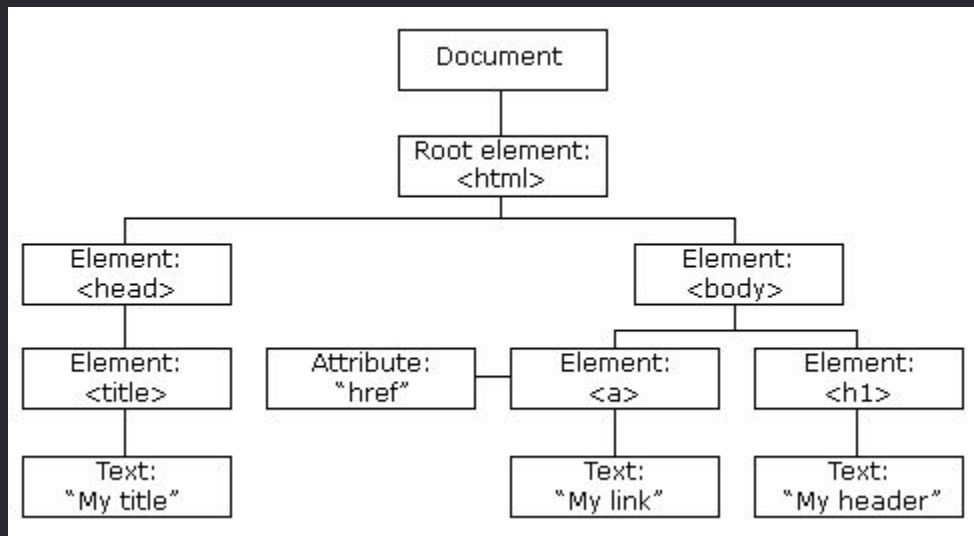 Document
Root element:
<html>
Element:
<head>
Element:
<body>
Element:
<title>
Attribute:
“href”
Element:
<a>
Element:
<h1>
Text:
“My title”
Text:
“My link”
Text:
“My header”